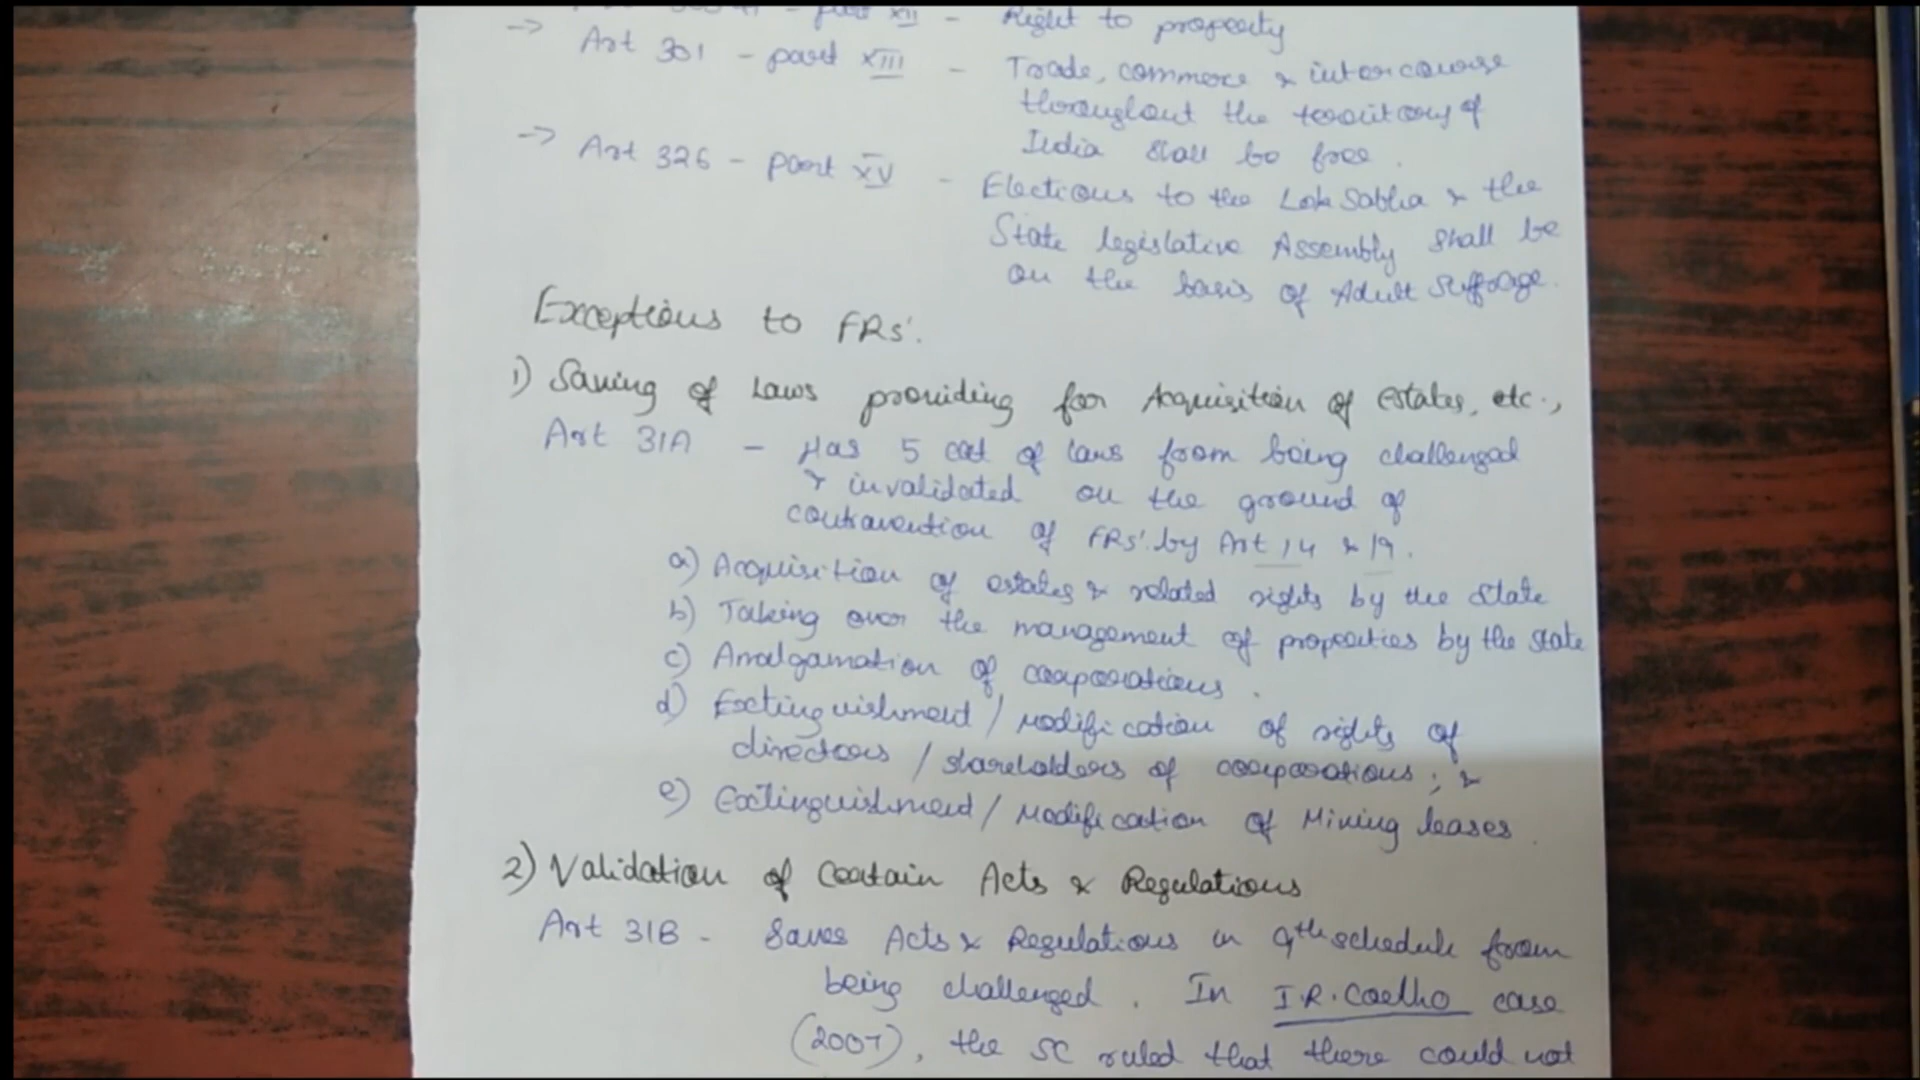 part XII - Right to property
-> Art 301 - part XIII - Trade, commerce & intercourse
throughout the territory of
India shall be free.
-> Art 326 - part XV - Elections to the Lok Sabha & the
State legislative Assembly shall be
on the basis of Adult Suffrage.
Exceptions to FRs'.
1) Saving of Laws providing for Acquisition of estates, etc.,
Art 31A - Has 5 cat of laws from being challenged
& invalidated on the ground of
contravention of FRs'. by Art 14 & 19.
a) Acquisition of estates & related rights by the State
b) Taking over the management of properties by the state
c) Amalgamation of corporations.
d) Extinguishment / Modification of rights of
directors / shareholders of corporations; &
e) Extinguishment / Modification of Mining leases.
2) Validation of Certain Acts & Regulations
Art 31B - Saves Acts & Regulations in 9th schedule from
being challenged. In I.R. Coelho case
(2007), the SC ruled that there could not